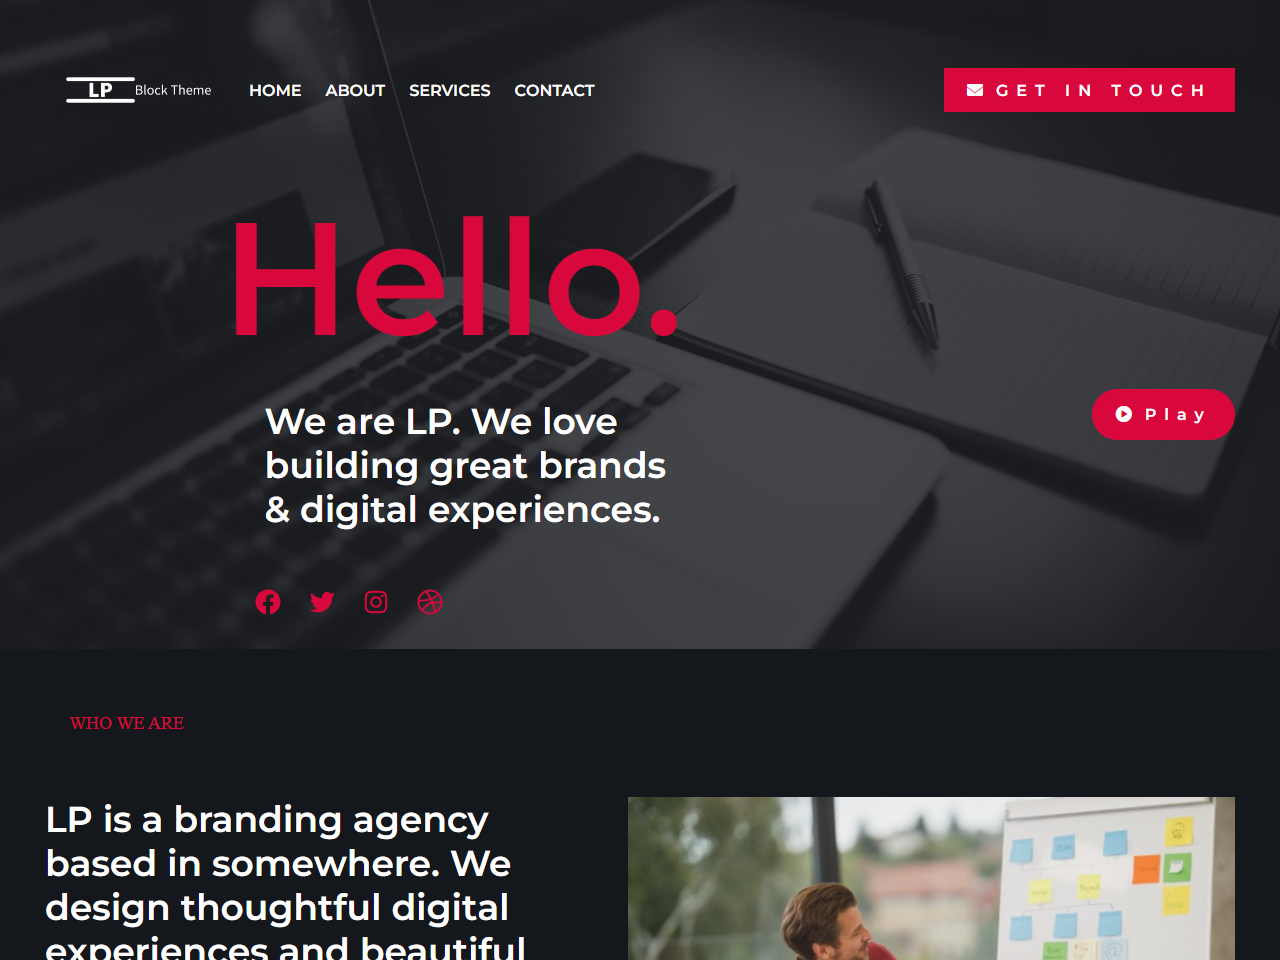 LP Block Theme
HOME ABOUT SERVICES CONTACT
GET IN TOUCH
Hello.
We are LP. We love
building great brands
& digital experiences.
Play
WHO WE ARE
LP is a branding agency
based in somewhere. We
design thoughtful digital
experiences and beautiful